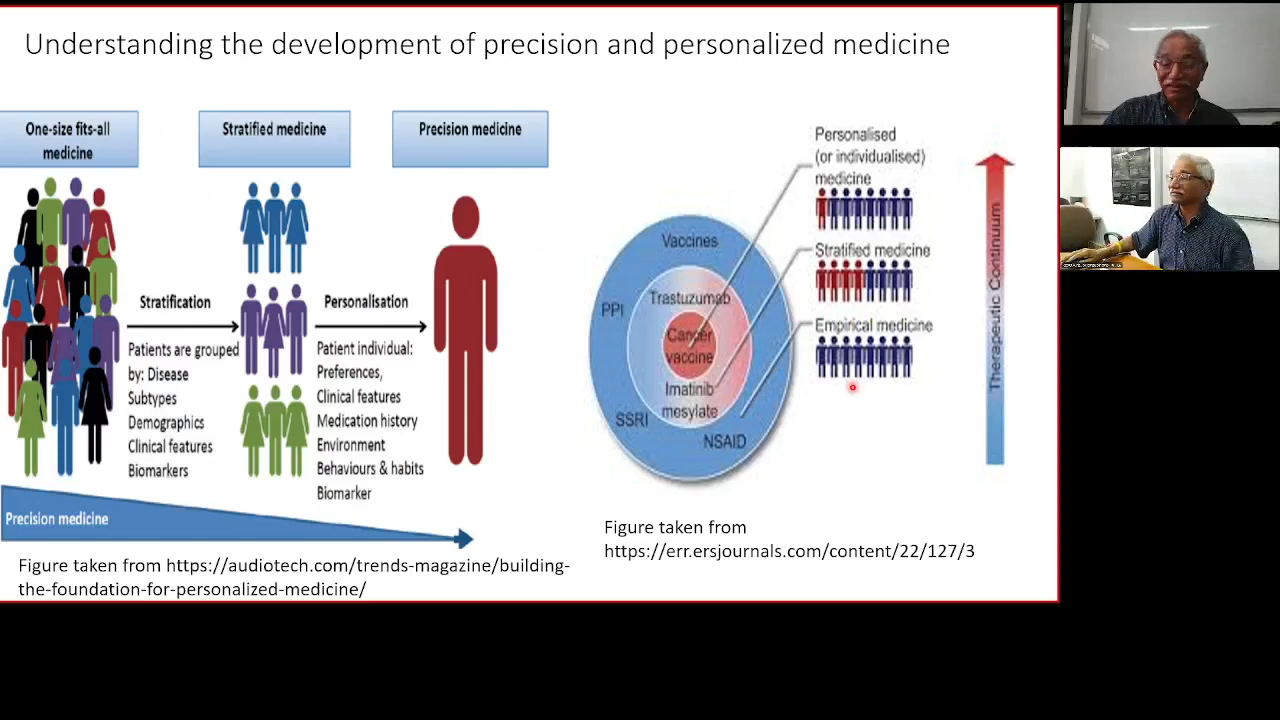 Understanding the development of precision and personalized medicine
One-size fits-all
medicine
Stratified medicine
Precision medicine
Stratification
Patients are grouped
by: Disease
Subtypes
Demographics
Clinical features
Biomarkers
Personalisation
Patient individual:
Preferences,
Clinical features
Medication history
Environment
Behaviours & habits
Biomarker
Precision medicine
Figure taken from https://audiotech.com/trends-magazine/building-
the-foundation-for-personalized-medicine/
Vaccines
PPI
Trastuzumab
Cancer
vaccine
Imatinib
mesylate
SSRI
NSAID
Personalised
(or individualised)
medicine
Stratified medicine
Empirical medicine
Therapeutic Continuum
Figure taken from
https://err.ersjournals.com/content/22/127/3